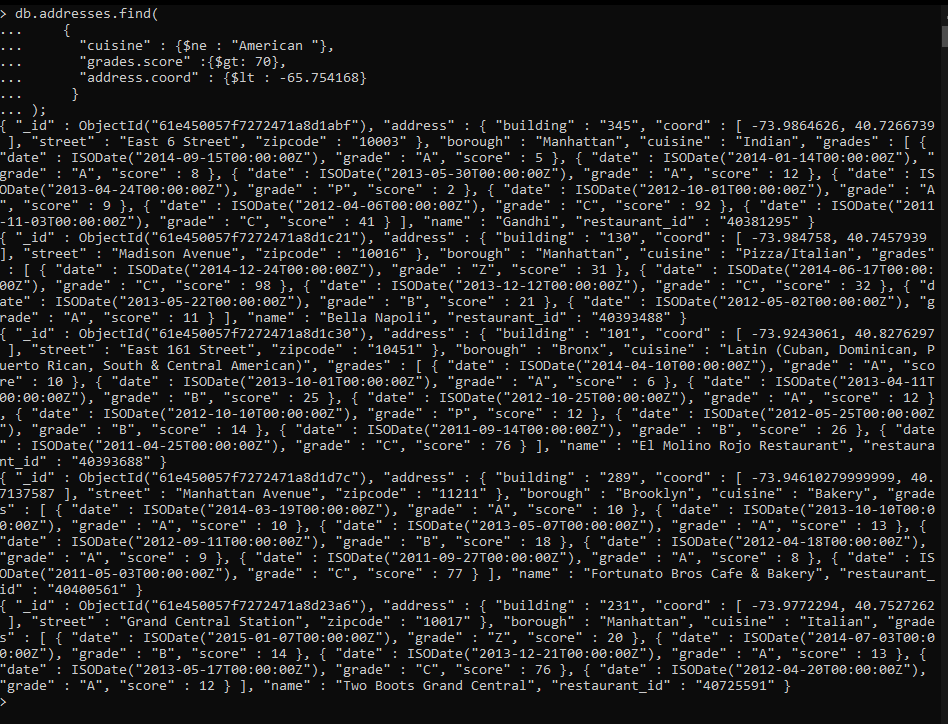 > db.addresses.find(
...     {
...       "cuisine" : {$ne : "American "},
...       "grades.score" :{$gt: 70},
...       "address.coord" : {$lt : -65.754168}
...      }
... );
{ "_id" : ObjectId("61e450057f7272471a8d1abf"), "address" : { "building" : "345", "coord" : [ -73.9864626, 40.7266739
 ], "street" : "East 6 Street", "zipcode" : "10003" }, "borough" : "Manhattan", "cuisine" : "Indian", "grades" : [ {
"date" : ISODate("2014-09-15T00:00:00Z"), "grade" : "A", "score" : 5 }, { "date" : ISODate("2014-01-14T00:00:00Z"), "
grade" : "A", "score" : 8 }, { "date" : ISODate("2013-05-30T00:00:00Z"), "grade" : "A", "score" : 12 }, { "date" : IS
ODate("2013-04-24T00:00:00Z"), "grade" : "P", "score" : 2 }, { "date" : ISODate("2012-10-01T00:00:00Z"), "grade" : "A
", "score" : 9 }, { "date" : ISODate("2012-04-06T00:00:00Z"), "grade" : "C", "score" : 92 }, { "date" : ISODate("2011
-11-03T00:00:00Z"), "grade" : "C", "score" : 41 } ], "name" : "Gandhi", "restaurant_id" : "40381295" }
{ "_id" : ObjectId("61e450057f7272471a8d1c21"), "address" : { "building" : "130", "coord" : [ -73.984758, 40.7457939
], "street" : "Madison Avenue", "zipcode" : "10016" }, "borough" : "Manhattan", "cuisine" : "Pizza/Italian", "grades"
 : [ { "date" : ISODate("2014-12-24T00:00:00Z"), "grade" : "Z", "score" : 31 }, { "date" : ISODate("2014-06-17T00:00:
00Z"), "grade" : "C", "score" : 98 }, { "date" : ISODate("2013-12-12T00:00:00Z"), "grade" : "C", "score" : 32 }, { "d
ate" : ISODate("2013-05-22T00:00:00Z"), "grade" : "B", "score" : 21 }, { "date" : ISODate("2012-05-02T00:00:00Z"), "g
rade" : "A", "score" : 11 } ], "name" : "Bella Napoli", "restaurant_id" : "40393488" }
{ "_id" : ObjectId("61e450057f7272471a8d1c30"), "address" : { "building" : "101", "coord" : [ -73.9243061, 40.8276297
 ], "street" : "East 161 Street", "zipcode" : "10451" }, "borough" : "Bronx", "cuisine" : "Latin (Cuban, Dominican, P
uerto Rican, South & Central American)", "grades" : [ { "date" : ISODate("2014-04-10T00:00:00Z"), "grade" : "A", "sco
re" : 10 }, { "date" : ISODate("2013-10-01T00:00:00Z"), "grade" : "A", "score" : 6 }, { "date" : ISODate("2013-04-11T
00:00:00Z"), "grade" : "B", "score" : 25 }, { "date" : ISODate("2012-10-25T00:00:00Z"), "grade" : "A", "score" : 12 }
, { "date" : ISODate("2012-10-10T00:00:00Z"), "grade" : "P", "score" : 12 }, { "date" : ISODate("2012-05-25T00:00:00Z
"), "grade" : "B", "score" : 14 }, { "date" : ISODate("2011-09-14T00:00:00Z"), "grade" : "B", "score" : 26 }, { "date
" : ISODate("2011-04-25T00:00:00Z"), "grade" : "C", "score" : 76 } ], "name" : "El Molino Rojo Restaurant", "restaura
nt_id" : "40393688" }
{ "_id" : ObjectId("61e450057f7272471a8d1d7c"), "address" : { "building" : "289", "coord" : [ -73.94610279999999, 40.
7137587 ], "street" : "Manhattan Avenue", "zipcode" : "11211" }, "borough" : "Brooklyn", "cuisine" : "Bakery", "grade
s" : [ { "date" : ISODate("2014-03-19T00:00:00Z"), "grade" : "A", "score" : 10 }, { "date" : ISODate("2013-10-10T00:0
0:00Z"), "grade" : "A", "score" : 10 }, { "date" : ISODate("2013-05-07T00:00:00Z"), "grade" : "A", "score" : 13 }, {
"date" : ISODate("2012-09-11T00:00:00Z"), "grade" : "B", "score" : 18 }, { "date" : ISODate("2012-04-18T00:00:00Z"),
"grade" : "A", "score" : 9 }, { "date" : ISODate("2011-09-27T00:00:00Z"), "grade" : "A", "score" : 8 }, { "date" : IS
ODate("2011-05-03T00:00:00Z"), "grade" : "C", "score" : 77 } ], "name" : "Fortunato Bros Cafe & Bakery", "restaurant_
id" : "40400561" }
{ "_id" : ObjectId("61e450057f7272471a8d23a6"), "address" : { "building" : "231", "coord" : [ -73.9772294, 40.7527262
 ], "street" : "Grand Central Station", "zipcode" : "10017" }, "borough" : "Manhattan", "cuisine" : "Italian", "grade
s" : [ { "date" : ISODate("2015-01-07T00:00:00Z"), "grade" : "Z", "score" : 20 }, { "date" : ISODate("2014-07-03T00:0
0:00Z"), "grade" : "B", "score" : 14 }, { "date" : ISODate("2013-12-21T00:00:00Z"), "grade" : "A", "score" : 13 }, {
"date" : ISODate("2013-05-17T00:00:00Z"), "grade" : "C", "score" : 76 }, { "date" : ISODate("2012-04-20T00:00:00Z"),
"grade" : "A", "score" : 12 } ], "name" : "Two Boots Grand Central", "restaurant_id" : "40725591" }
>